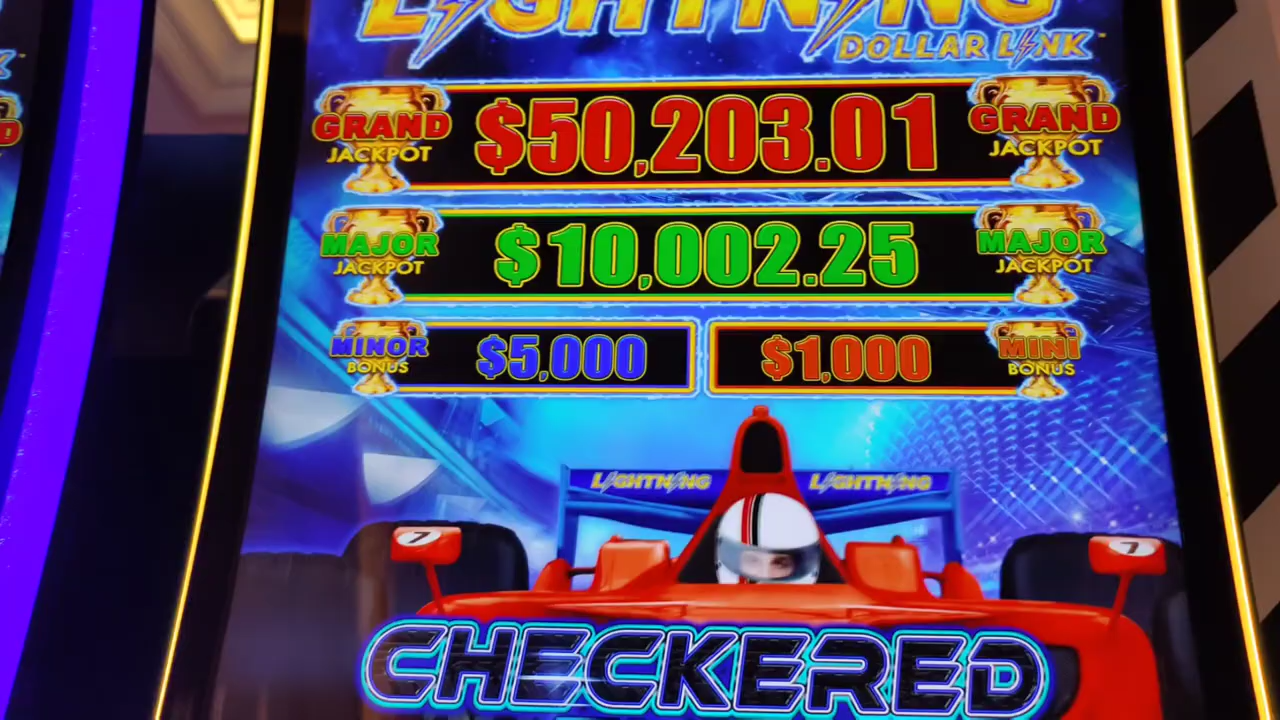 LIGHTNING
DOLLAR LINK™
GRAND JACKPOT $50,203.01 GRAND JACKPOT
MAJOR JACKPOT $10,002.25 MAJOR JACKPOT
MINOR BONUS $5,000 $1,000 MINI BONUS
LIGHTNING LIGHTNING
7 7
CHECKERED